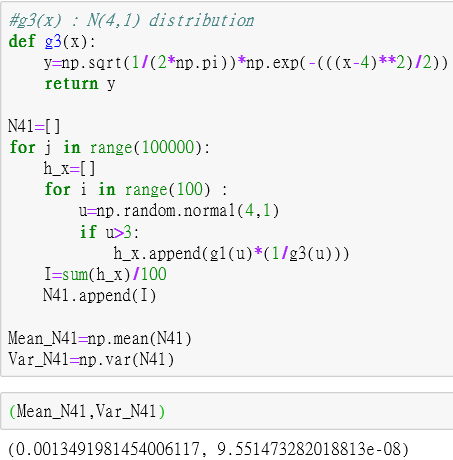 #g3(x) : N(4,1) distribution
def g3(x):
    y=np.sqrt(1/(2*np.pi))*np.exp(-(((x-4)**2)/2))
    return y
N41=[]
for j in range(100000):
    h_x=[]
    for i in range(100) :
        u=np.random.normal(4,1)
        if u>3:
            h_x.append(g1(u)*(1/g3(u)))
    I=sum(h_x)/100
    N41.append(I)
Mean_N41=np.mean(N41)
Var_N41=np.var(N41)
(Mean_N41,Var_N41)
(0.0013491981454006117, 9.551473282018813e-08)